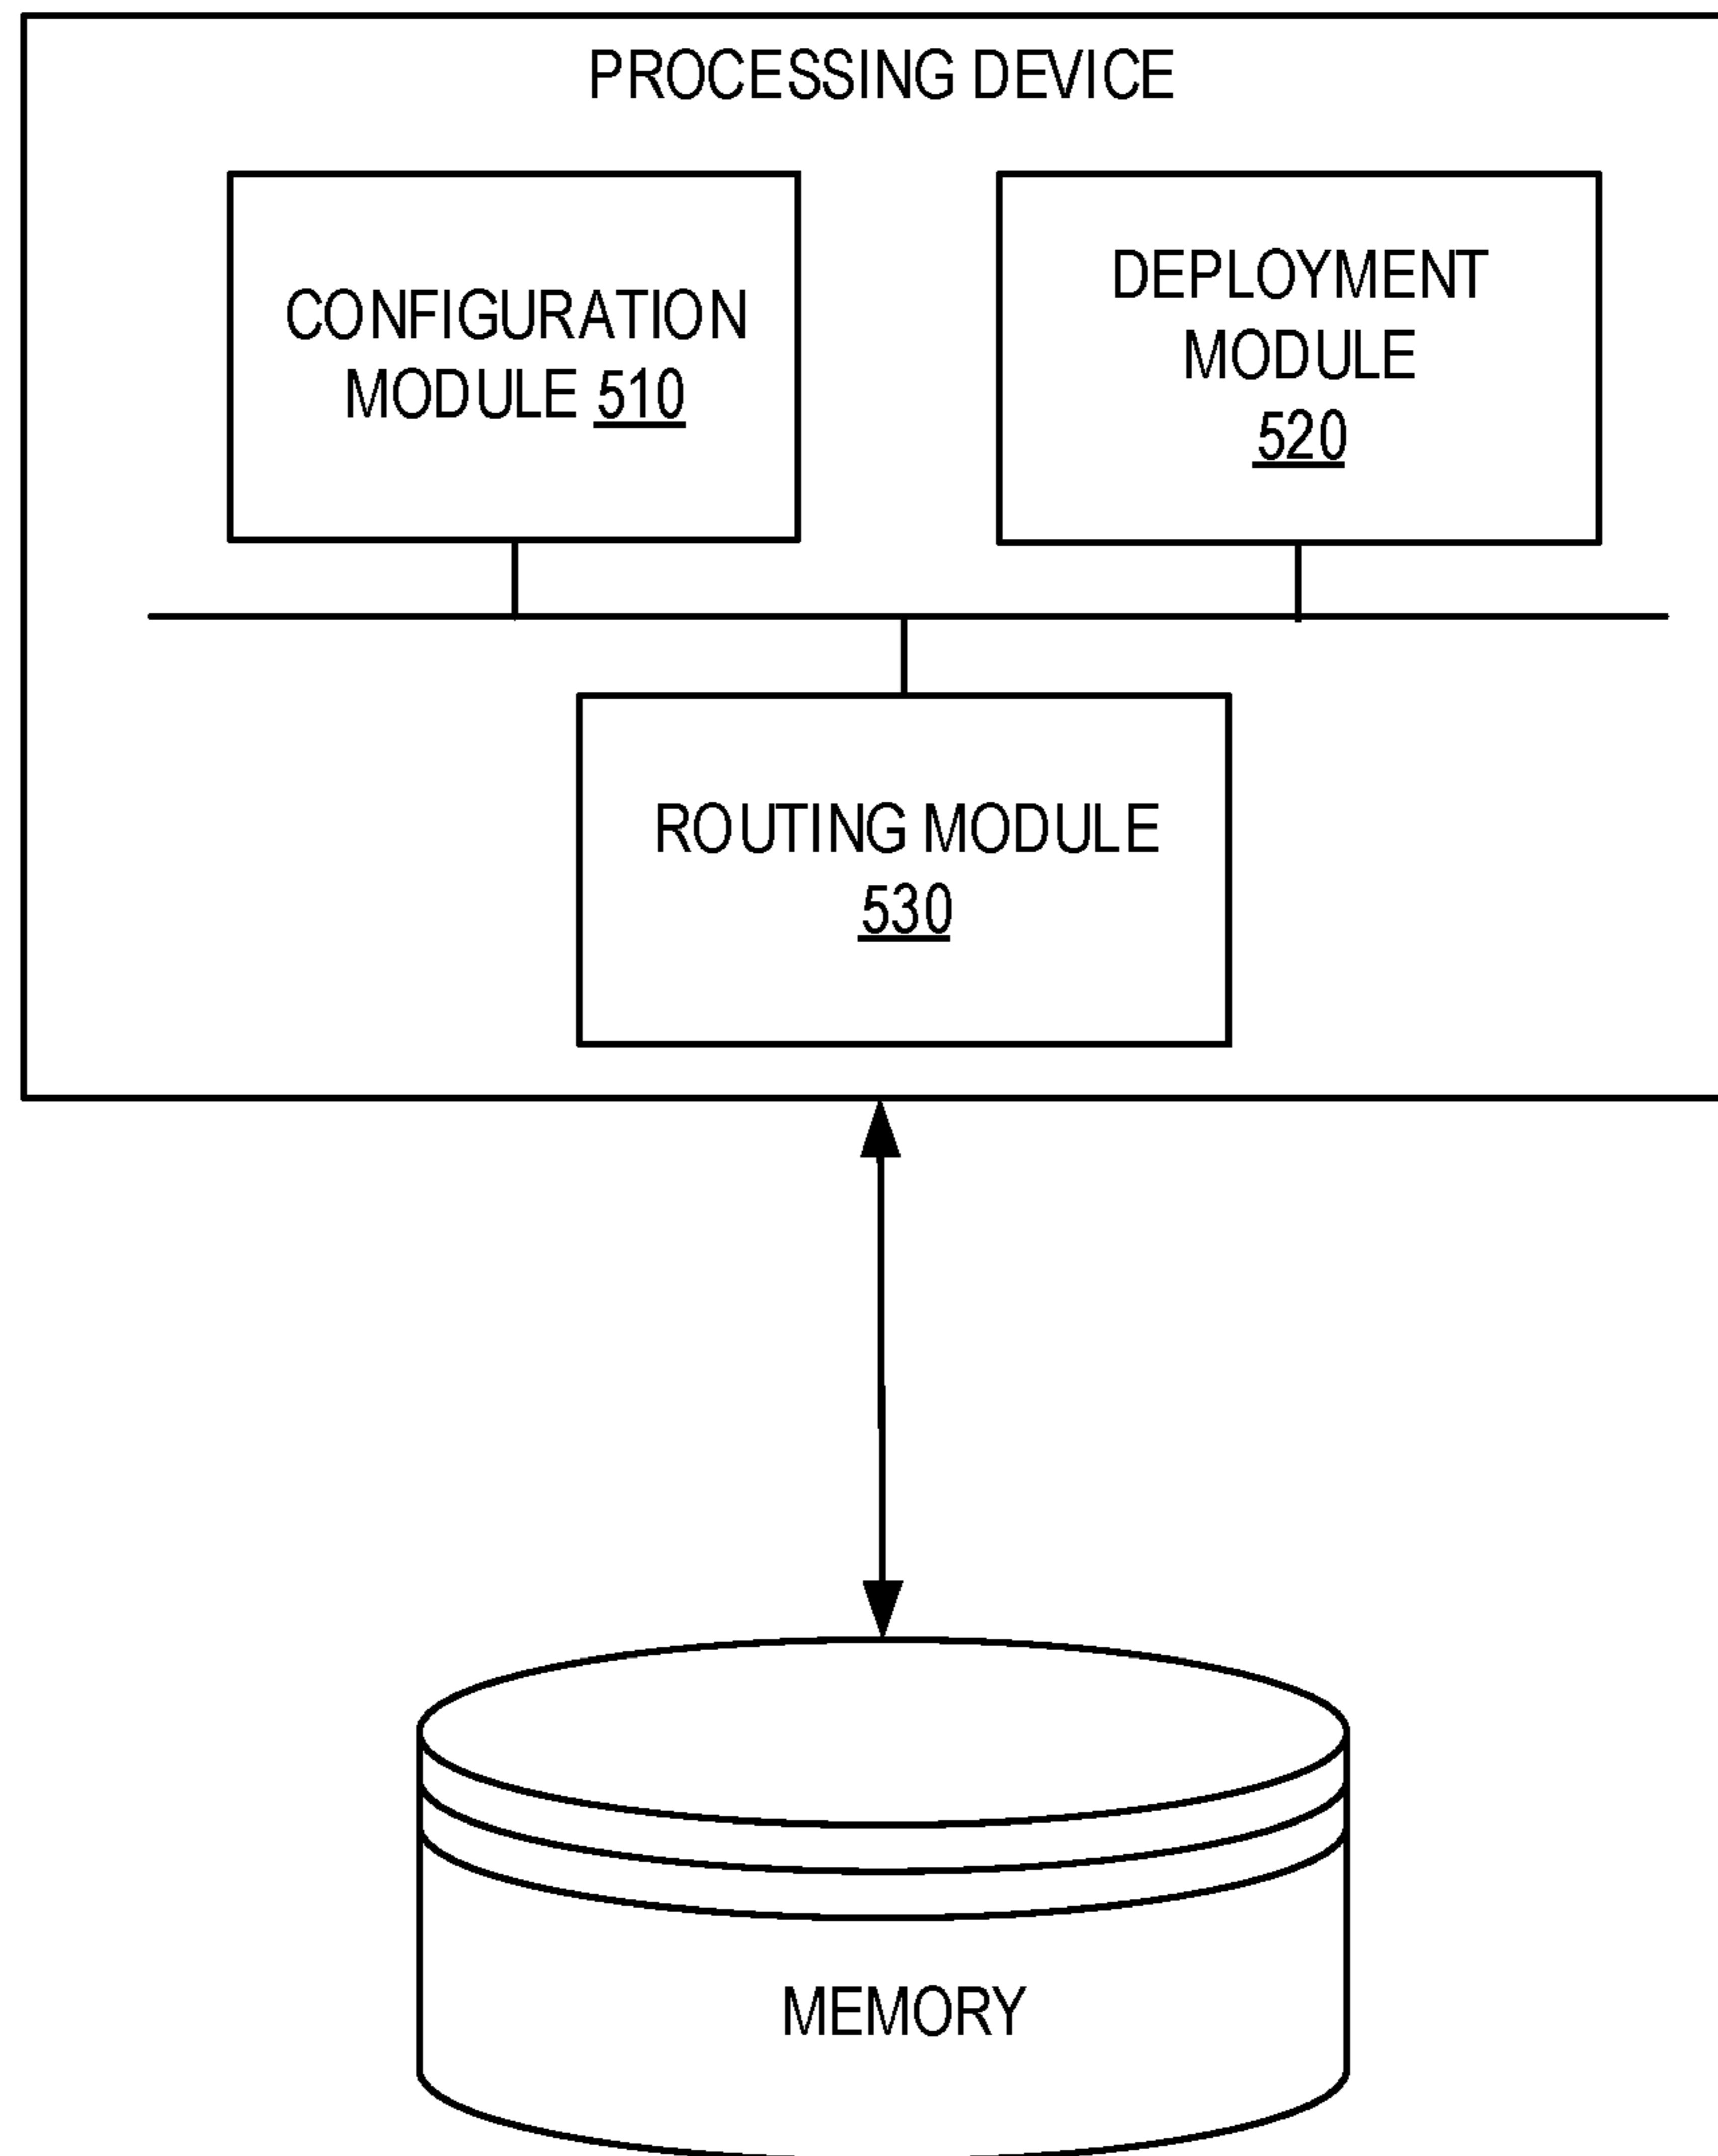 PROCESSING DEVICE
CONFIGURATION
MODULE 510
DEPLOYMENT
MODULE
520
ROUTING MODULE
530
MEMORY